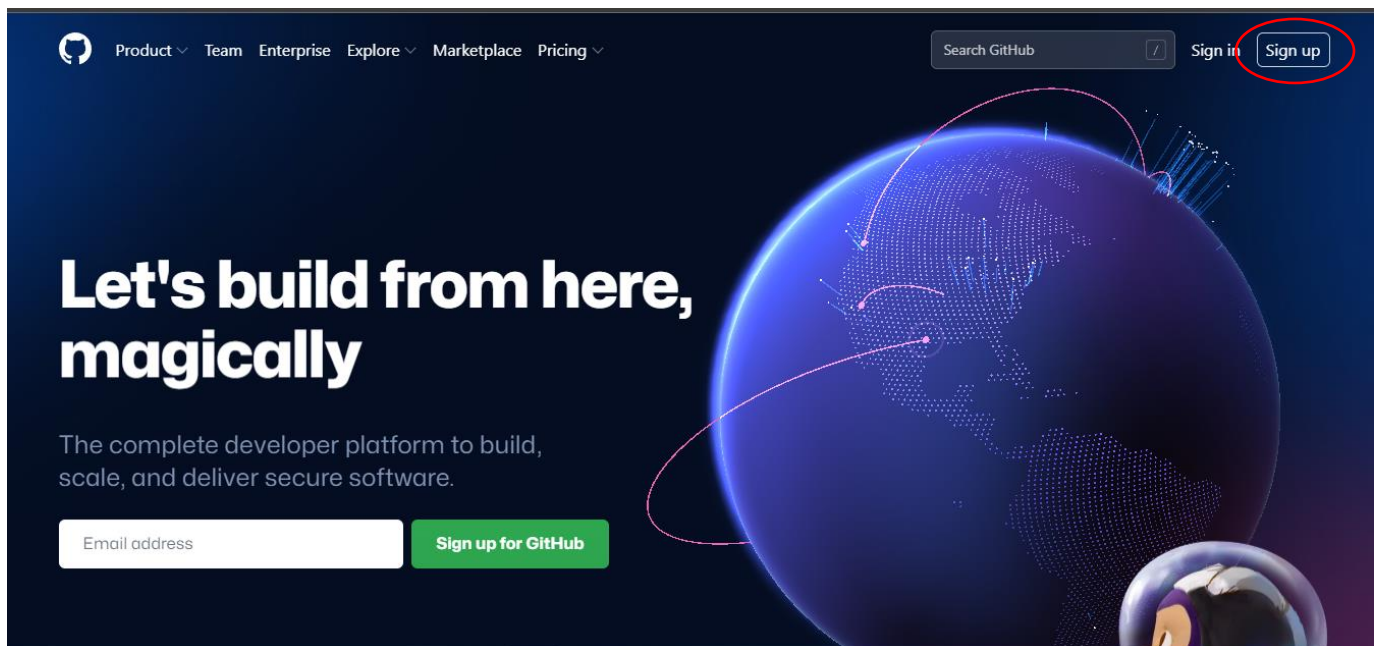 Product Team Enterprise Explore Marketplace Pricing Search GitHub / Sign in Sign up
Let's build from here,
magically
The complete developer platform to build,
scale, and deliver secure software.
Email address Sign up for GitHub